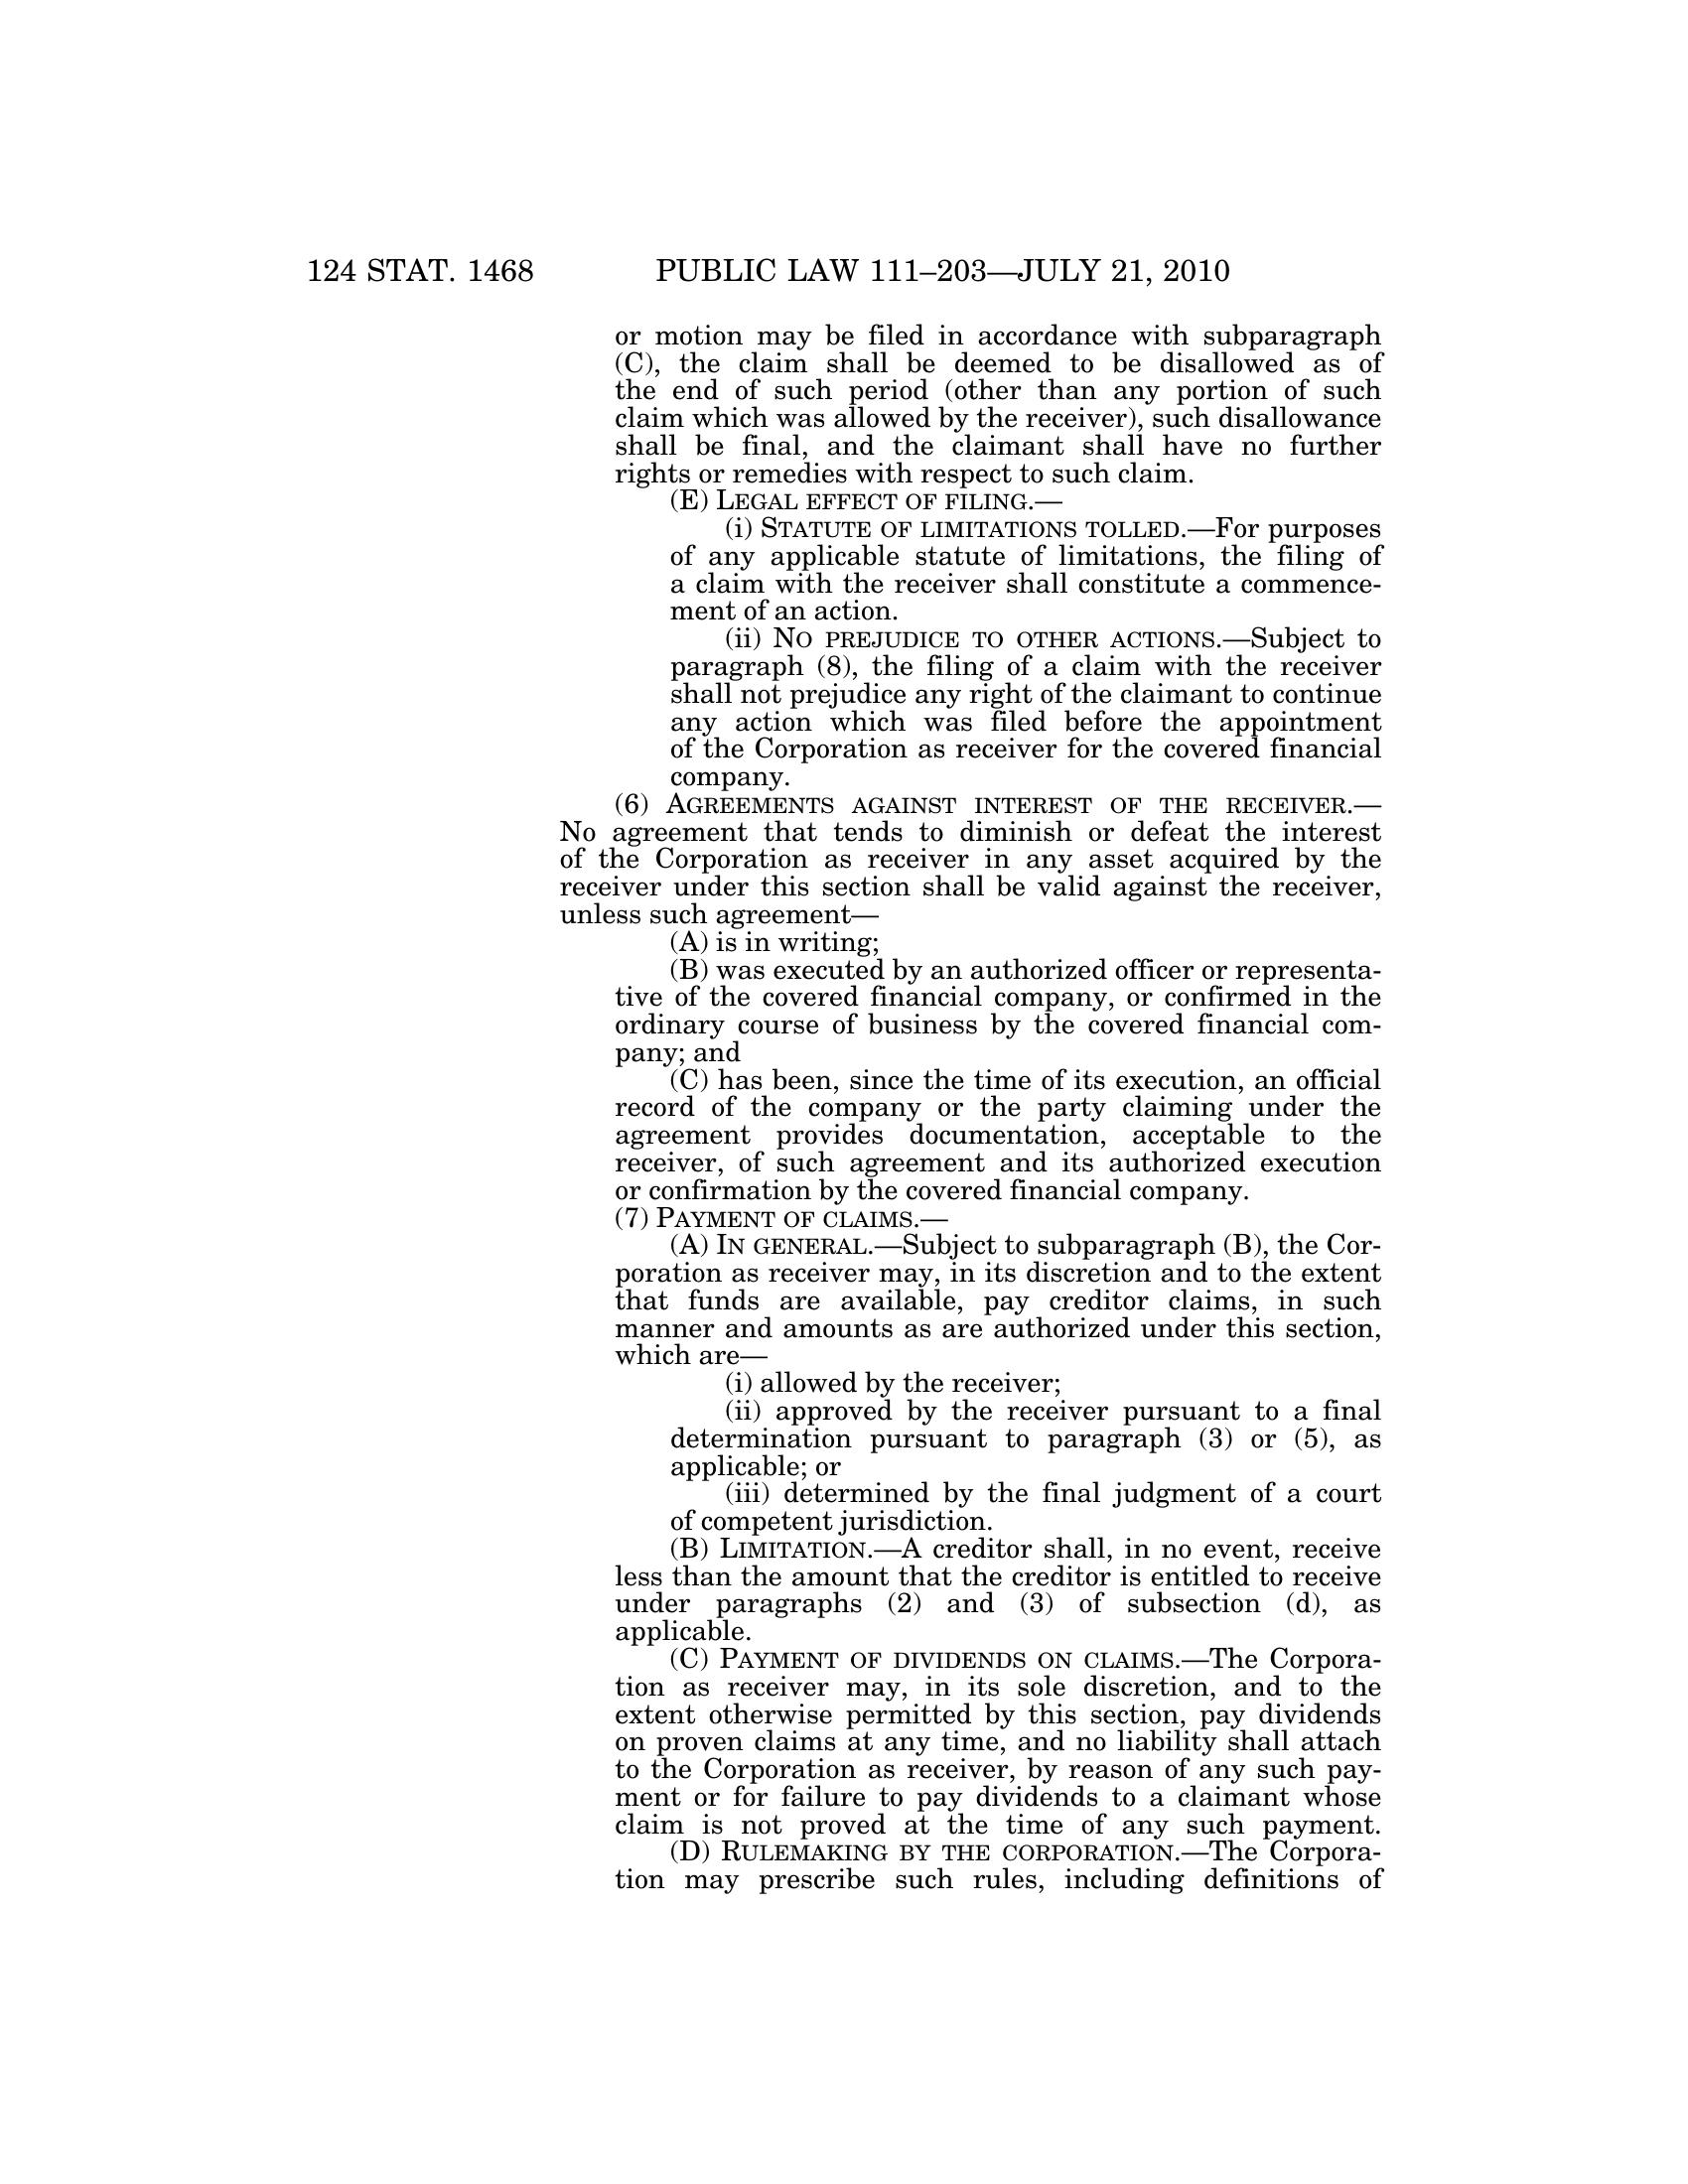 124 STAT. 1468 PUBLIC LAW 111–203—JULY 21, 2010
or motion may be filed in accordance with subparagraph
(C), the claim shall be deemed to be disallowed as of
the end of such period (other than any portion of such
claim which was allowed by the receiver), such disallowance
shall be final, and the claimant shall have no further
rights or remedies with respect to such claim.
(E) LEGAL EFFECT OF FILING.—
(i) STATUTE OF LIMITATIONS TOLLED.—For purposes
of any applicable statute of limitations, the filing of
a claim with the receiver shall constitute a commence-
ment of an action.
(ii) NO PREJUDICE TO OTHER ACTIONS.—Subject to
paragraph (8), the filing of a claim with the receiver
shall not prejudice any right of the claimant to continue
any action which was filed before the appointment
of the Corporation as receiver for the covered financial
company.
(6) AGREEMENTS AGAINST INTEREST OF THE RECEIVER.—
No agreement that tends to diminish or defeat the interest
of the Corporation as receiver in any asset acquired by the
receiver under this section shall be valid against the receiver,
unless such agreement—
(A) is in writing;
(B) was executed by an authorized officer or representa-
tive of the covered financial company, or confirmed in the
ordinary course of business by the covered financial com-
pany; and
(C) has been, since the time of its execution, an official
record of the company or the party claiming under the
agreement provides documentation, acceptable to the
receiver, of such agreement and its authorized execution
or confirmation by the covered financial company.
(7) PAYMENT OF CLAIMS.—
(A) IN GENERAL.—Subject to subparagraph (B), the Cor-
poration as receiver may, in its discretion and to the extent
that funds are available, pay creditor claims, in such
manner and amounts as are authorized under this section,
which are—
(i) allowed by the receiver;
(ii) approved by the receiver pursuant to a final
determination pursuant to paragraph (3) or (5), as
applicable; or
(iii) determined by the final judgment of a court
of competent jurisdiction.
(B) LIMITATION.—A creditor shall, in no event, receive
less than the amount that the creditor is entitled to receive
under paragraphs (2) and (3) of subsection (d), as
applicable.
(C) PAYMENT OF DIVIDENDS ON CLAIMS.—The Corpora-
tion as receiver may, in its sole discretion, and to the
extent otherwise permitted by this section, pay dividends
on proven claims at any time, and no liability shall attach
to the Corporation as receiver, by reason of any such pay-
ment or for failure to pay dividends to a claimant whose
claim is not proved at the time of any such payment.
(D) RULEMAKING BY THE CORPORATION.—The Corpora-
tion may prescribe such rules, including definitions of